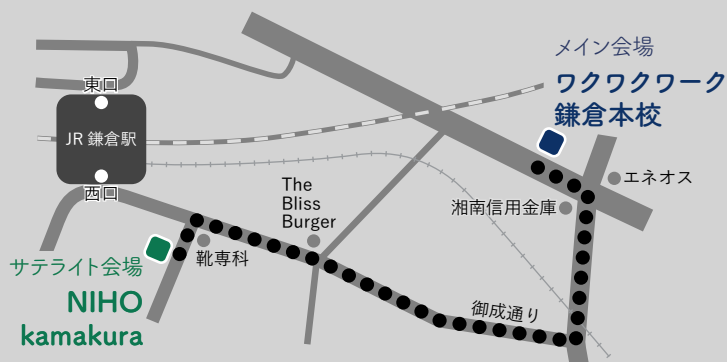 メイン会場
ワクワクワーク
鎌倉本校
東口
JR 鎌倉駅
西口
The
Bliss
Burger
エネオス
湘南信用金庫
靴専科
サテライト会場
NIHO
kamakura
御成通り